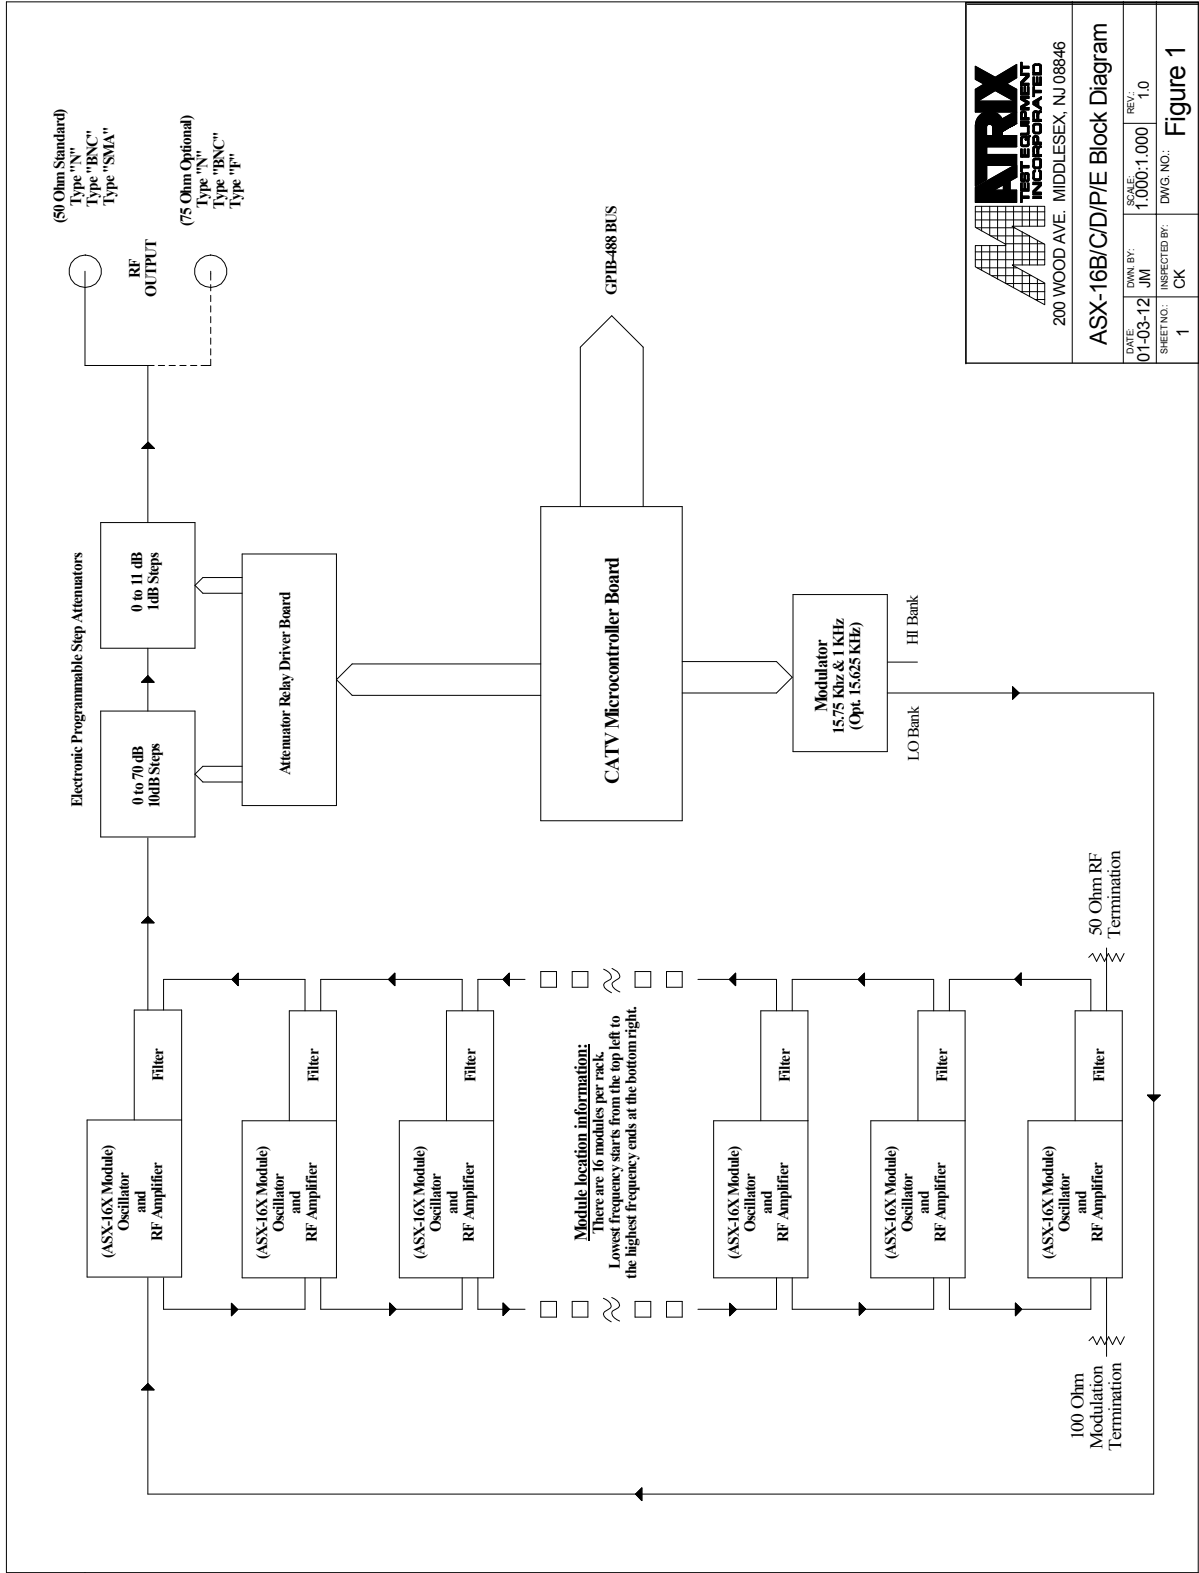 (ASX-16X Module)
Oscillator
and
RF Amplifier
Filter
(ASX-16X Module)
Oscillator
and
RF Amplifier
Filter
(ASX-16X Module)
Oscillator
and
RF Amplifier
Filter
Module location information:
There are 16 modules per rack.
Lowest frequency starts from the top left to
the highest frequency ends at the bottom right.
(ASX-16X Module)
Oscillator
and
RF Amplifier
Filter
(ASX-16X Module)
Oscillator
and
RF Amplifier
Filter
(ASX-16X Module)
Oscillator
and
RF Amplifier
Filter
100 Ohm
Modulation
Termination
50 Ohm RF
Termination
Electronic Programmable Step Attenuators
0 to 70 dB
10dB Steps
0 to 11 dB
1dB Steps
Attenuator Relay Driver Board
CATV Microcontroller Board
Modulator
15.75 Khz & 1 KHz
(Opt. 15.625 KHz)
LO Bank
HI Bank
(50 Ohm Standard)
Type "N"
Type "BNC"
Type "SMA"
RF
OUTPUT
(75 Ohm Optional)
Type "N"
Type "BNC"
Type "F"
GPIB-488 BUS
MATRIX
TEST EQUIPMENT
INCORPORATED
200 WOOD AVE. MIDDLESEX, NJ 08846
ASX-16B/C/D/P/E Block Diagram
DATE: 01-03-12
DWN. BY: JM
SCALE: 1.000:1.000
REV.: 1.0
SHEET NO.: 1
INSPECTED BY: CK
DWG. NO.: Figure 1